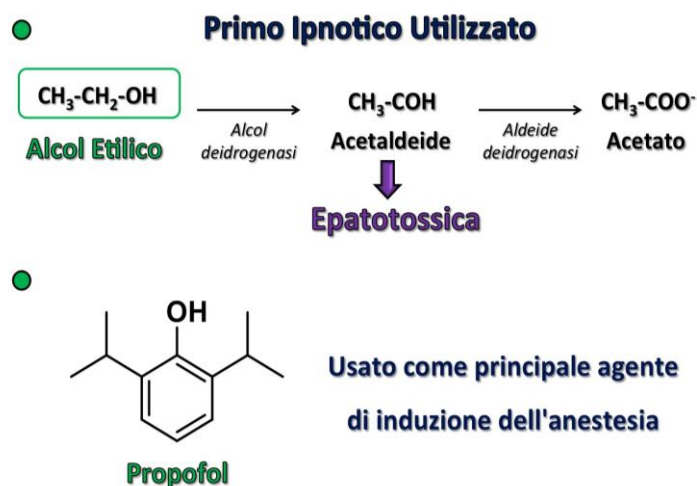 Primo Ipnotico Utilizzato
CH₃-CH₂-OH
Alcol Etilico
Alcol
deidrogenasi
CH₃-COH
Acetaldeide
Aldeide
deidrogenasi
CH₃-COO⁻
Acetato
Epatotossica
OH
Propofol
Usato come principale agente
di induzione dell'anestesia